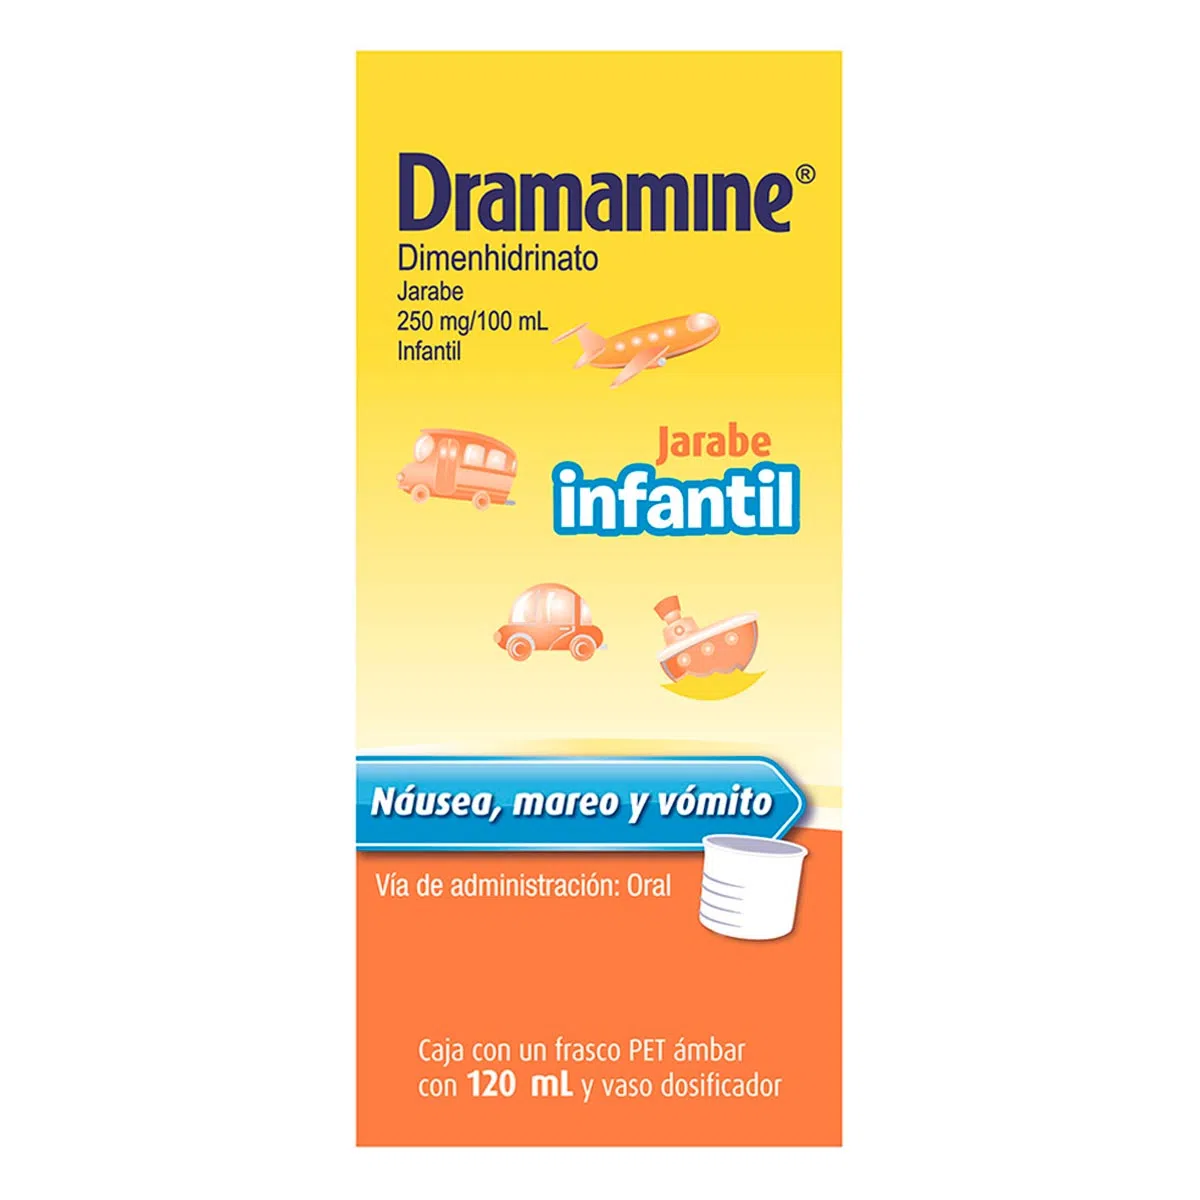 Dramamine®
Dimenhidrinato
Jarabe
250 mg/100 mL
Infantil
Jarabe
infantil
Náusea, mareo y vómito
Vía de administración: Oral
Caja con un frasco PET ámbar
con 120 mL y vaso dosificador